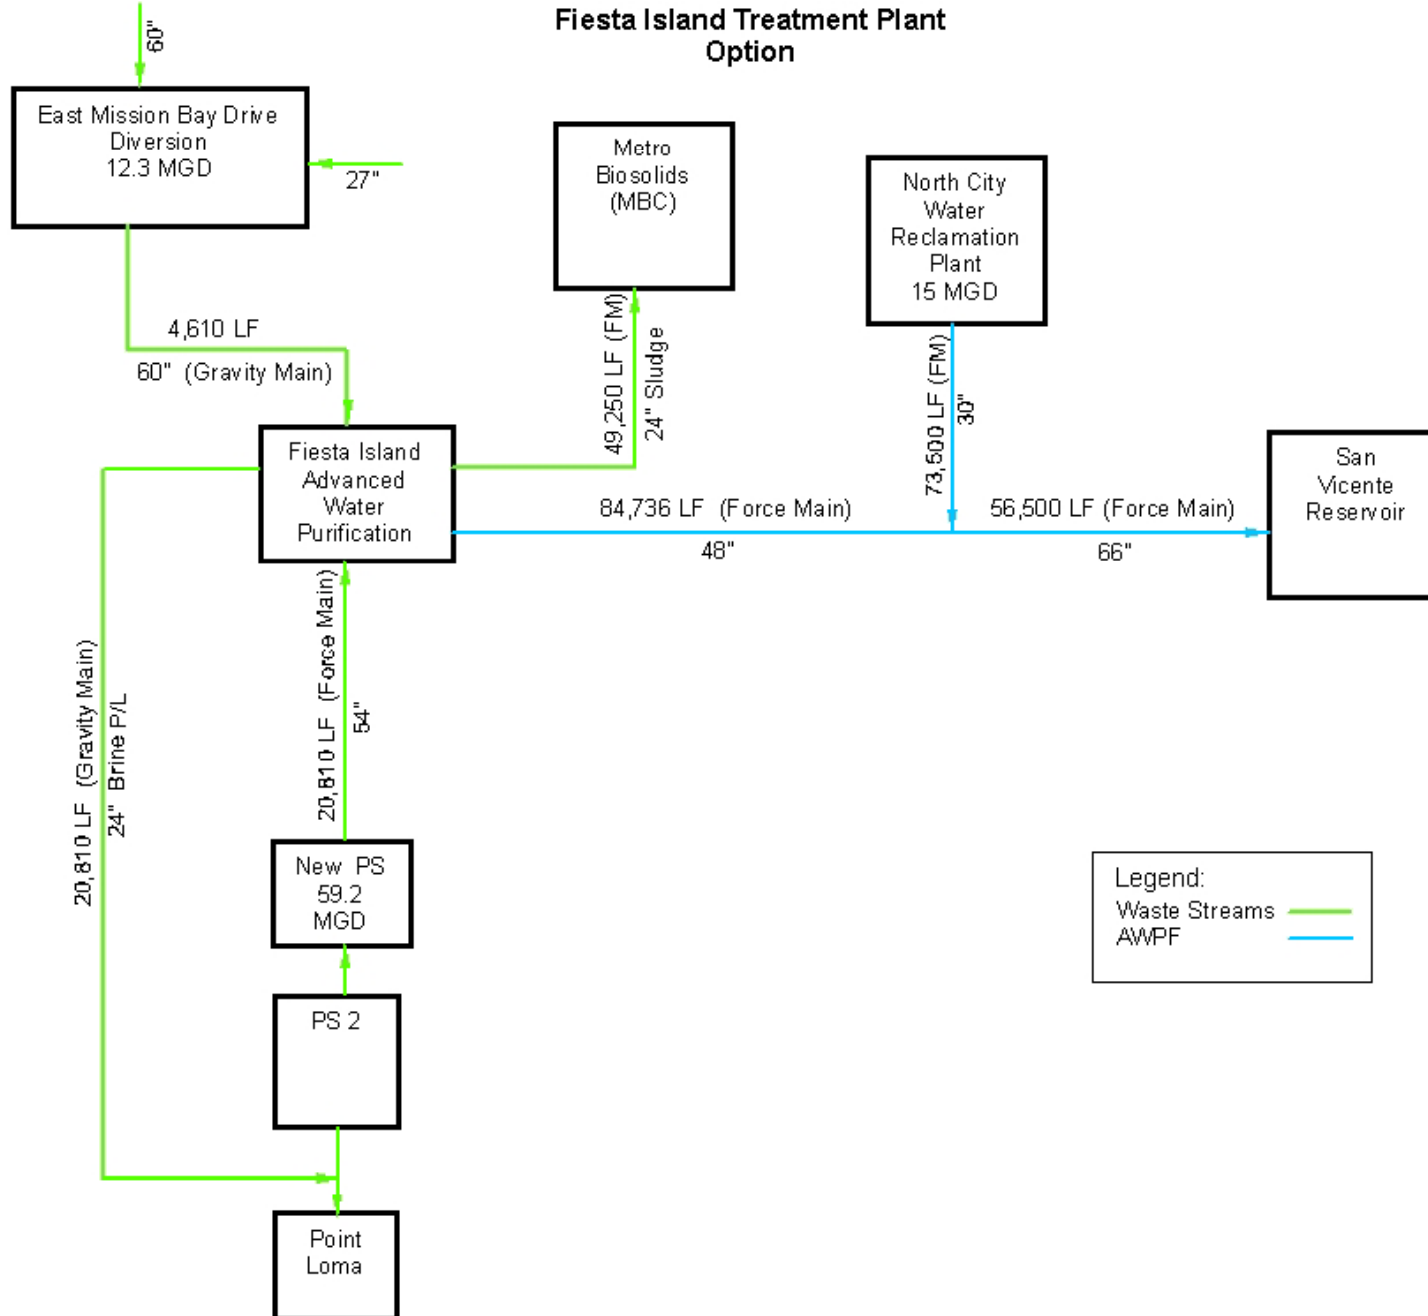 Fiesta Island Treatment Plant
Option
60"
East Mission Bay Drive
Diversion
12.3 MGD
27"
Metro
Biosolids
(MBC)
North City
Water
Reclamation
Plant
15 MGD
4,610 LF
60" (Gravity Main)
49,250 LF (FM)
24" Sludge
73,500 LF (FM)
30"
Fiesta Island
Advanced
Water
Purification
84,736 LF (Force Main)
48"
56,500 LF (Force Main)
66"
San
Vicente
Reservoir
20,810 LF (Gravity Main)
24" Brine P/L
20,810 LF (Force Main)
54"
New PS
59.2
MGD
PS 2
Point
Loma
Legend:
Waste Streams
AWPF